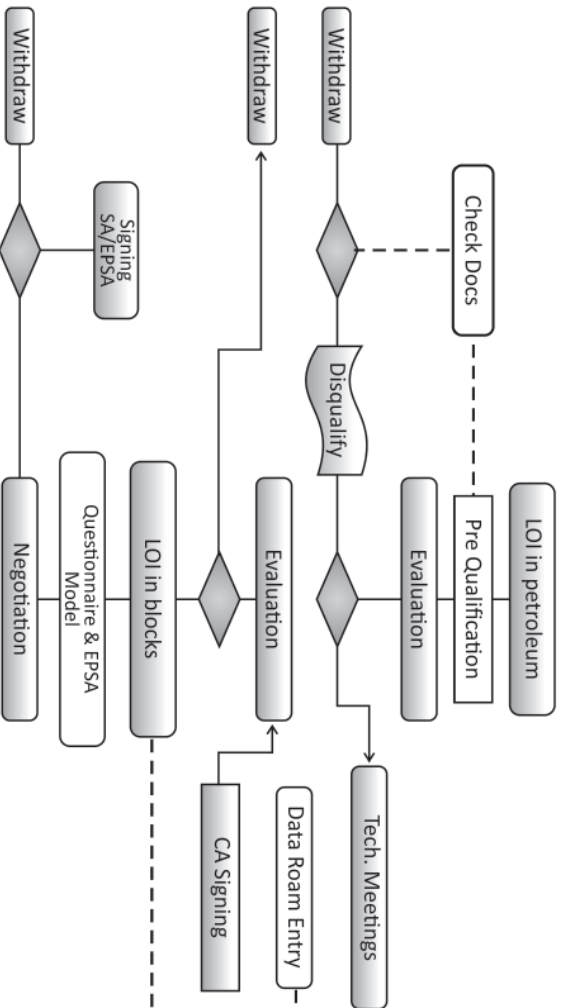 LOI in petroleum
Pre Qualification
Check Docs
Evaluation
Tech. Meetings
Disqualify
Withdraw
Data Roam Entry
Evaluation
CA Signing
Withdraw
LOI in blocks
Questionnaire & EPSA
Model
Signing
SA/EPSA
Negotiation
Withdraw